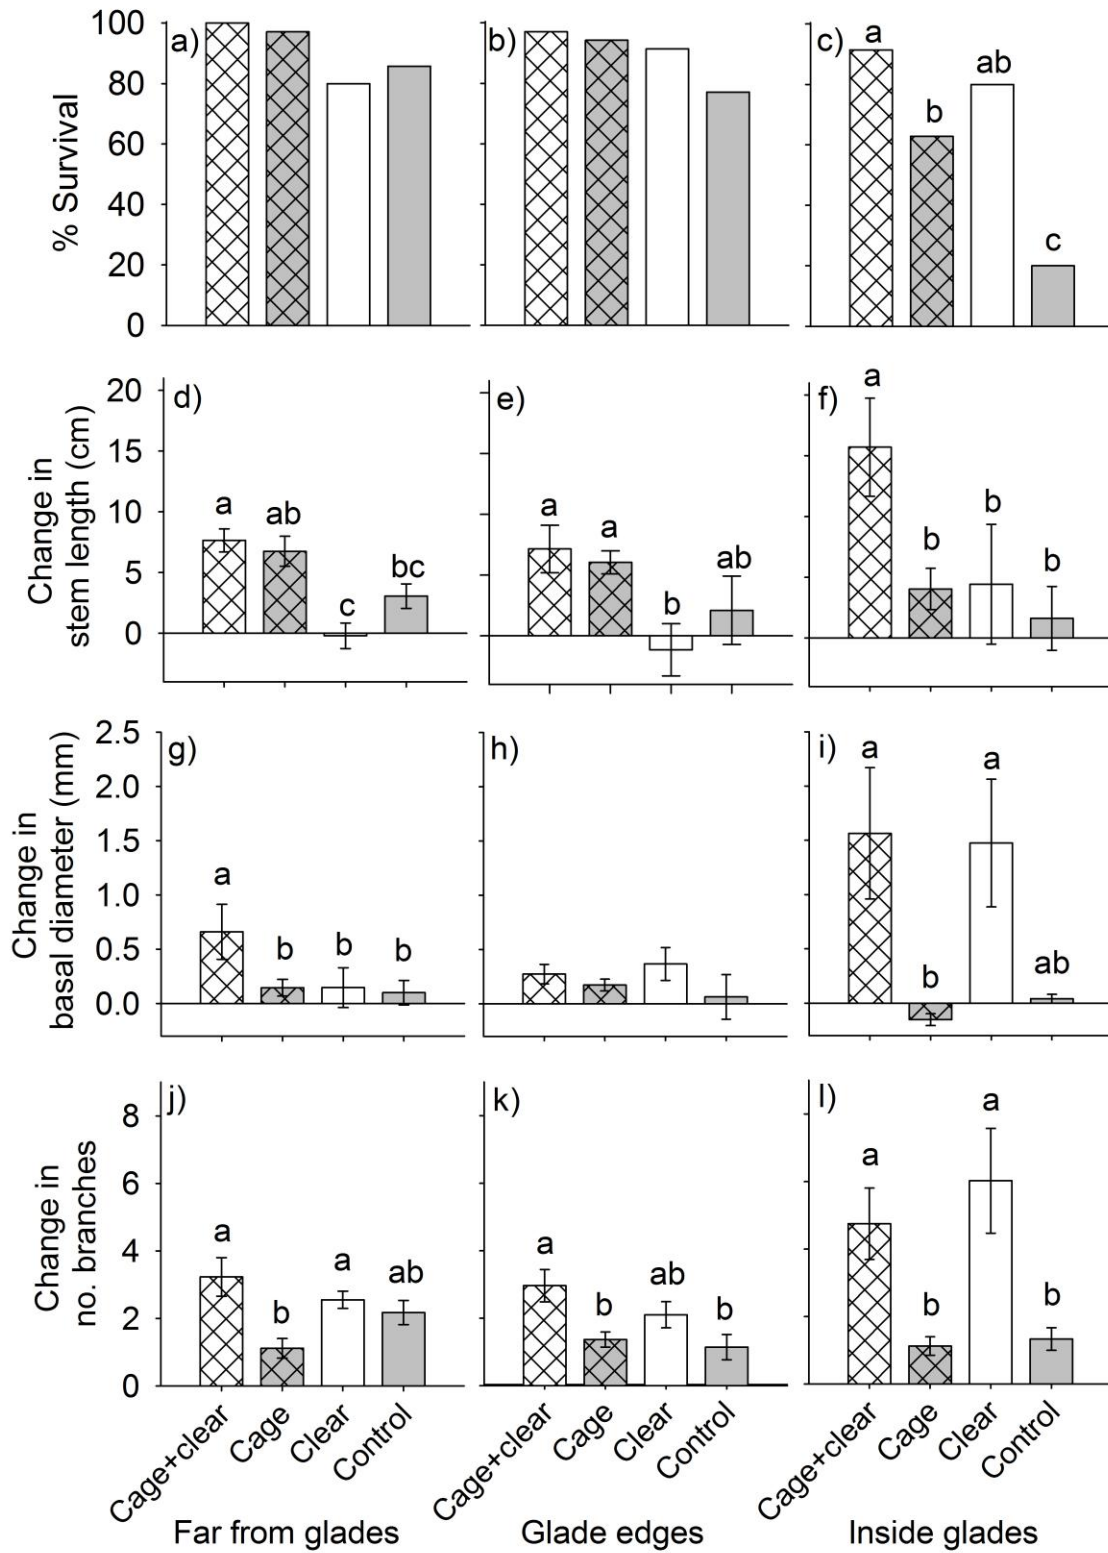 % Survival
100
80
60
40
20
0
a)
b)
c)
a
b
ab
c
Change in
stem length (cm)
20
15
10
5
0
d)
a
ab
c
bc
e)
a
a
b
ab
f)
a
b
b
b
Change in
basal diameter (mm)
2.5
2.0
1.5
1.0
0.5
0.0
g)
a
b
b
b
h)
i)
a
b
a
ab
Change in
no. branches
8
6
4
2
0
j)
a
b
a
ab
k)
a
b
ab
b
l)
a
b
a
b
Cage+clear
Cage
Clear
Control
Cage+clear
Cage
Clear
Control
Cage+clear
Cage
Clear
Control
Far from glades
Glade edges
Inside glades